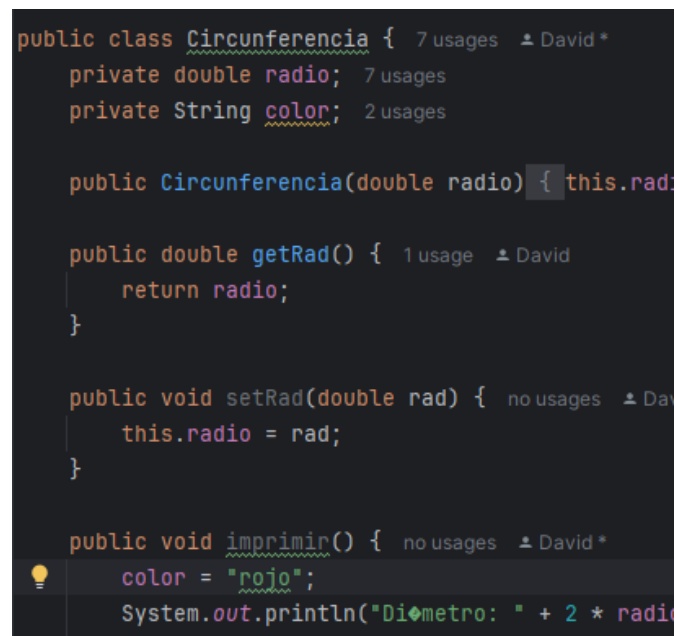 public class Circunferencia { 7 usages David *
private double radio; 7 usages
private String color; 2 usages
public Circunferencia(double radio) { this.radi
public double getRad() { 1 usage David
return radio;
}
public void setRad(double rad) { no usages Dav
this.radio = rad;
}
public void imprimir() { no usages David *
color = "rojo";
System.out.println("Di�metro: " + 2 * radio